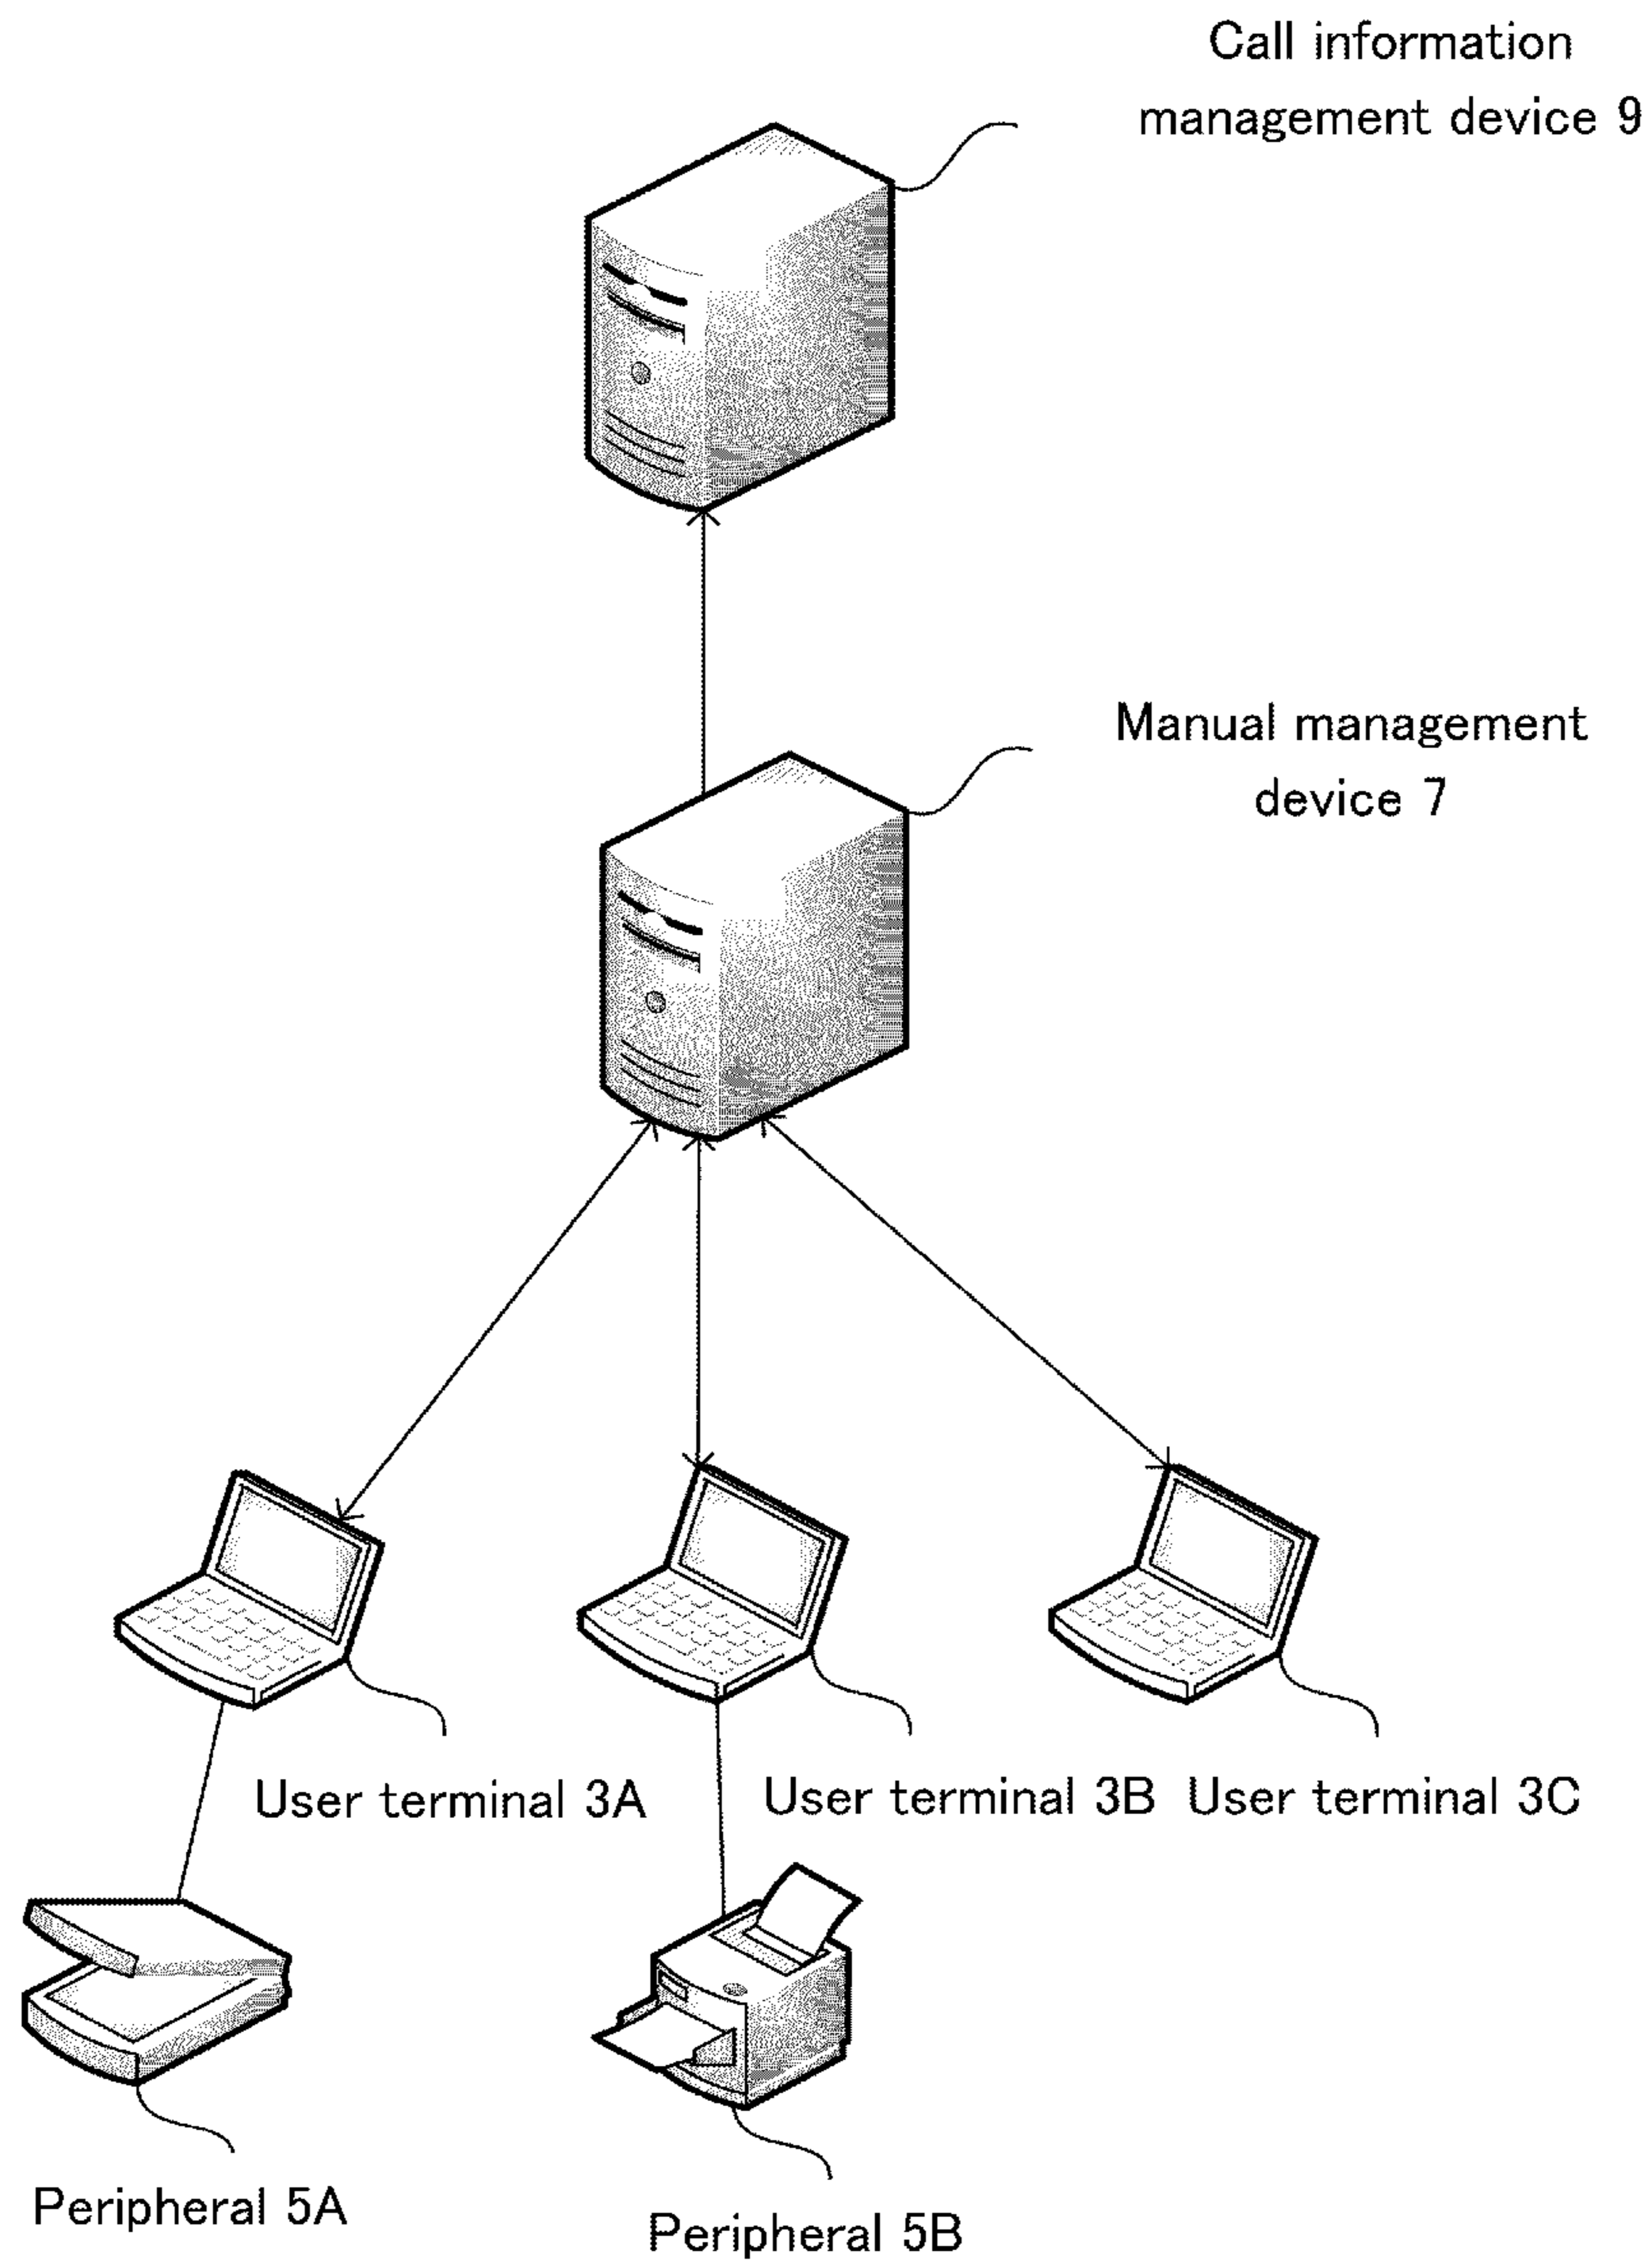 Call information
management device 9
Manual management
device 7
User terminal 3A
User terminal 3B
User terminal 3C
Peripheral 5A
Peripheral 5B